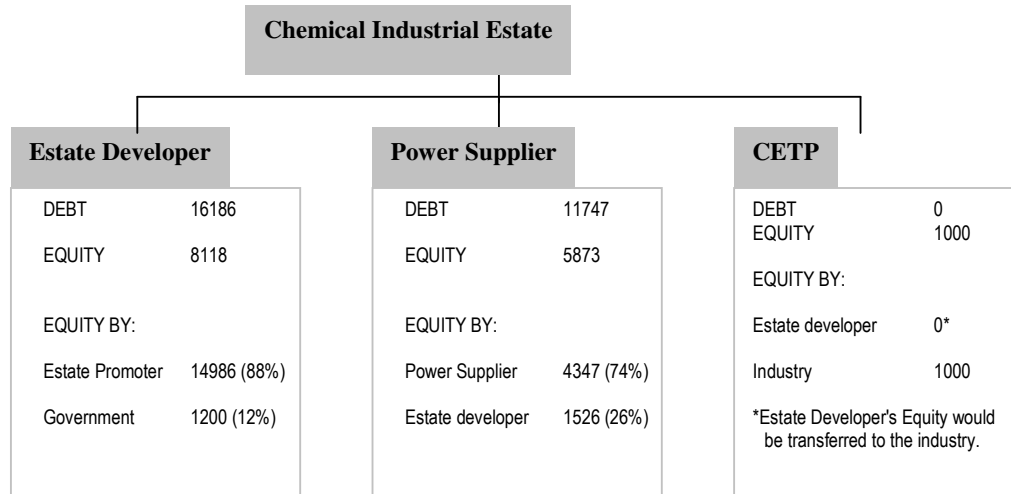 Chemical Industrial Estate
Estate Developer
DEBT 16186
EQUITY 8118
EQUITY BY:
Estate Promoter 14986 (88%)
Government 1200 (12%)
Power Supplier
DEBT 11747
EQUITY 5873
EQUITY BY:
Power Supplier 4347 (74%)
Estate developer 1526 (26%)
CETP
DEBT 0
EQUITY 1000
EQUITY BY:
Estate developer 0*
Industry 1000
*Estate Developer's Equity would
be transferred to the industry.